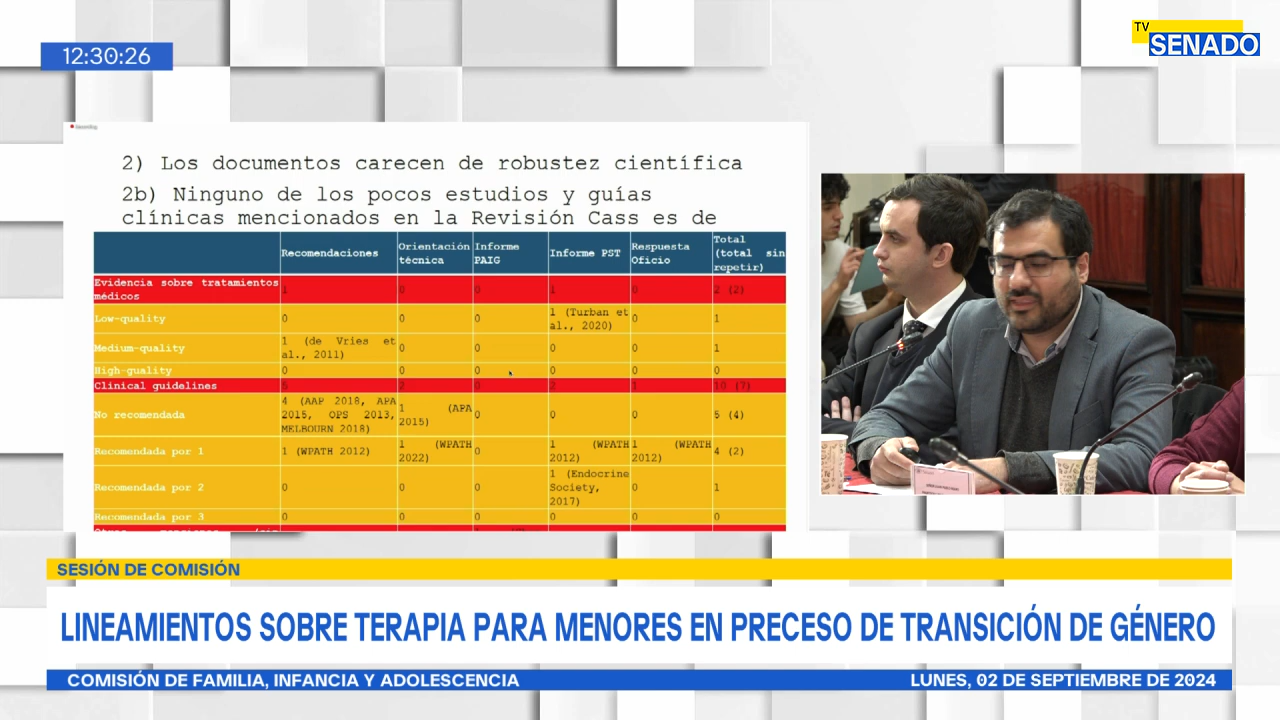 12:30:26
TV
SENADO
2) Los documentos carecen de robustez científica
2b) Ninguno de los pocos estudios y guías
clínicas mencionados en la Revisión Cass es de
Recomendaciones
Orientación técnica
Informe PAIG
Informe PST
Respuesta Oficio
Total (total sin repetir)
Evidencia sobre tratamientos médicos 1 0 0 1 0 2 (2)
Low-quality 0 0 0 1 (Turban et al., 2020) 0 1
Medium-quality 1 (de Vries et al., 2011) 0 0 0 0 1
High-quality 0 0 0 0 0 0
Clinical guidelines 5 2 0 2 1 10 (7)
No recomendada 4 (AAP 2018, APA 2015, OPS 2013, MELBOURN 2018) 1 (APA 2015) 0 0 0 5 (4)
Recomendada por 1 1 (WPATH 2012) 1 (WPATH 2022) 0 1 (WPATH 2012) 1 (WPATH 2012) 4 (2)
Recomendada por 2 0 0 0 1 (Endocrine Society, 2017) 0 1
Recomendada por 3 0 0 0 0 0 0
SESIÓN DE COMISIÓN
LINEAMIENTOS SOBRE TERAPIA PARA MENORES EN PRECESO DE TRANSICIÓN DE GÉNERO
COMISIÓN DE FAMILIA, INFANCIA Y ADOLESCENCIA
LUNES, 02 DE SEPTIEMBRE DE 2024